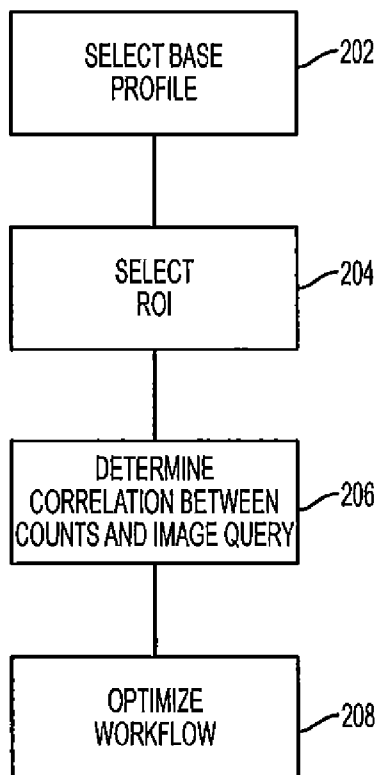 SELECT BASE
PROFILE
202
SELECT
ROI
204
DETERMINE
CORRELATION BETWEEN
COUNTS AND IMAGE QUERY
206
OPTIMIZE
WORKFLOW
208